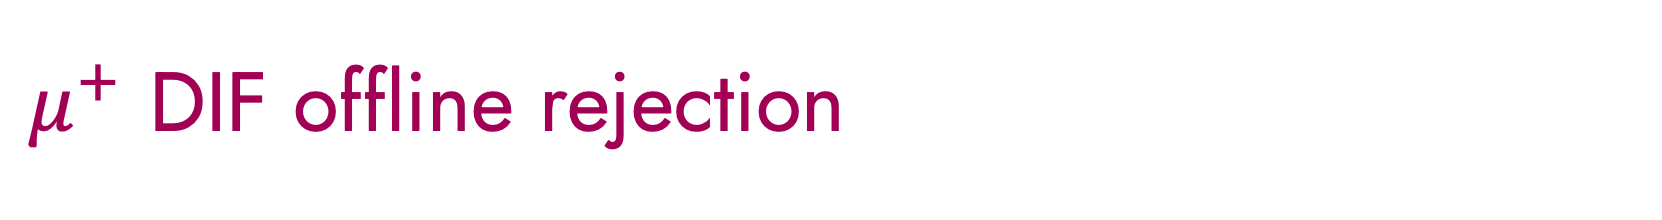 μ⁺ DIF offline rejection